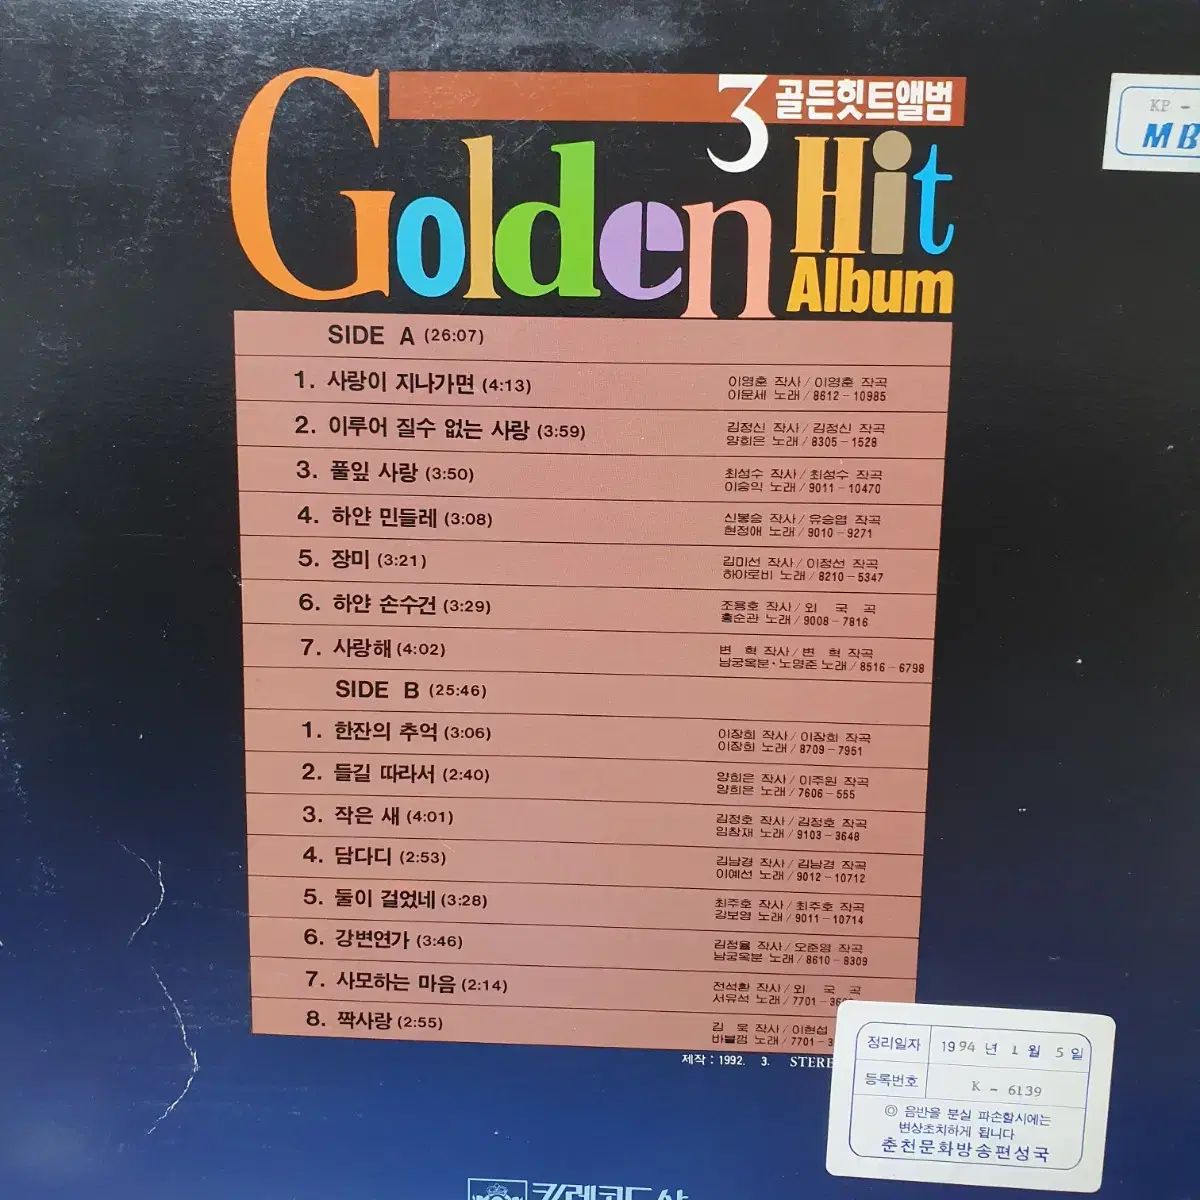 3 골든힛트앨범
Golden Hit
Album
KP -
MB
SIDE A (26:07)
1. 사랑이 지나가면 (4:13)
이영훈 작사 / 이영훈 작곡
이문세 노래 / 8612-10985
2. 이루어 질수 없는 사랑 (3:59)
김정신 작사 / 김정신 작곡
양희은 노래 / 8305-1528
3. 풀잎 사랑 (3:50)
최성수 작사 / 최성수 작곡
이승익 노래 / 9011-10470
4. 하얀 민들레 (3:08)
신봉승 작사 / 유승엽 작곡
현정애 노래 / 9010-9271
5. 장미 (3:21)
김미선 작사 / 이정선 작곡
하야로비 노래 / 8210-5347
6. 하얀 손수건 (3:29)
조용호 작사 / 외 국 곡
홍순관 노래 / 9008-7816
7. 사랑해 (4:02)
변 혁 작사 / 변 혁 작곡
남궁옥분·노영준 노래 / 8516-6798
SIDE B (25:46)
1. 한잔의 추억 (3:06)
이장희 작사 / 이장희 작곡
이장희 노래 / 8709-7951
2. 들길 따라서 (2:40)
양희은 작사 / 이주원 작곡
양희은 노래 / 7606-555
3. 작은 새 (4:01)
김정호 작사 / 김정호 작곡
임창재 노래 / 9103-3648
4. 담다디 (2:53)
김남경 작사 / 김남경 작곡
이예선 노래 / 9012-10712
5. 둘이 걸었네 (3:28)
최주호 작사 / 최주호 작곡
강보영 노래 / 9011-10714
6. 강변연가 (3:46)
김정율 작사 / 오준영 작곡
남궁옥분 노래 / 8610-8309
7. 사모하는 마음 (2:14)
전석환 작사 / 외 국 곡
서유석 노래 / 7701-36
8. 짝사랑 (2:55)
김 욱 작사 / 이현섭
바블껌 노래 / 7701-3
제작 : 1992. 3. STERE
정리일자 1994 년 1 월 5 일
등록번호 K - 6139
◎ 음반을 분실 파손할시에는
변상조치하게 됩니다
춘천문화방송편성국